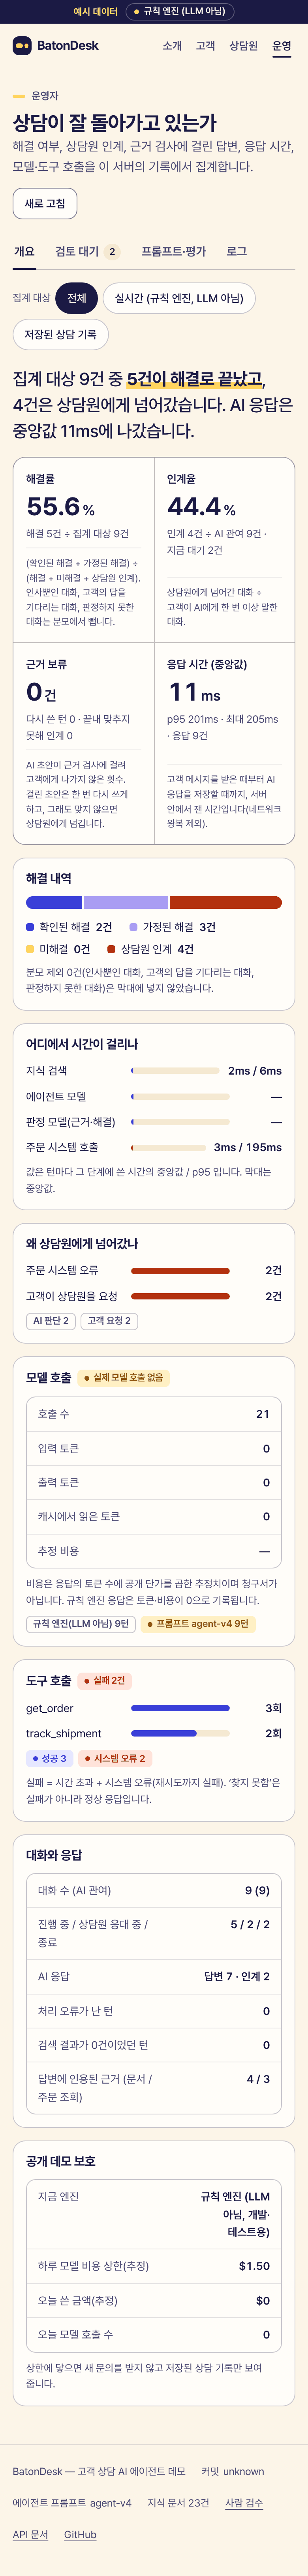 예시 데이터 규칙 엔진 (LLM 아님)
BatonDesk 소개 고객 상담원 운영
운영자
상담이 잘 돌아가고 있는가
해결 여부, 상담원 인계, 근거 검사에 걸린 답변, 응답 시간,
모델·도구 호출을 이 서버의 기록에서 집계합니다.
새로 고침
개요 검토 대기 2 프롬프트·평가 로그
집계 대상 전체 실시간 (규칙 엔진, LLM 아님)
저장된 상담 기록
집계 대상 9건 중 5건이 해결로 끝났고,
4건은 상담원에게 넘어갔습니다. AI 응답은
중앙값 11ms에 나갔습니다.
해결률
55.6 %
해결 5건 ÷ 집계 대상 9건
(확인된 해결 + 가정된 해결) ÷
(해결 + 미해결 + 상담원 인계).
인사뿐인 대화, 고객의 답을
기다리는 대화, 판정하지 못한
대화는 분모에서 뺍니다.
인계율
44.4 %
인계 4건 ÷ AI 관여 9건 ·
지금 대기 2건
상담원에게 넘어간 대화 ÷
고객이 AI에게 한 번 이상 말한
대화.
근거 보류
0 건
다시 쓴 턴 0 · 끝내 맞추지
못해 인계 0
AI 초안이 근거 검사에 걸려
고객에게 나가지 않은 횟수.
걸린 초안은 한 번 다시 쓰게
하고, 그래도 맞지 않으면
상담원에게 넘깁니다.
응답 시간 (중앙값)
11 ms
p95 201ms · 최대 205ms
· 응답 9건
고객 메시지를 받은 때부터 AI
응답을 저장할 때까지, 서버
안에서 잰 시간입니다(네트워크
왕복 제외).
해결 내역
확인된 해결 2건 가정된 해결 3건
미해결 0건 상담원 인계 4건
분모 제외 0건(인사뿐인 대화, 고객의 답을 기다리는 대화,
판정하지 못한 대화)은 막대에 넣지 않았습니다.
어디에서 시간이 걸리나
지식 검색 2ms / 6ms
에이전트 모델 —
판정 모델(근거·해결) —
주문 시스템 호출 3ms / 195ms
값은 턴마다 그 단계에 쓴 시간의 중앙값 / p95 입니다. 막대는
중앙값.
왜 상담원에게 넘어갔나
주문 시스템 오류 2건
고객이 상담원을 요청 2건
AI 판단 2 고객 요청 2
모델 호출 실제 모델 호출 없음
호출 수 21
입력 토큰 0
출력 토큰 0
캐시에서 읽은 토큰 0
추정 비용 —
비용은 응답의 토큰 수에 공개 단가를 곱한 추정치이며 청구서가
아닙니다. 규칙 엔진 응답은 토큰·비용이 0으로 기록됩니다.
규칙 엔진(LLM 아님) 9턴 프롬프트 agent-v4 9턴
도구 호출 실패 2건
get_order 3회
track_shipment 2회
성공 3 시스템 오류 2
실패 = 시간 초과 + 시스템 오류(재시도까지 실패). ‘찾지 못함’은
실패가 아니라 정상 응답입니다.
대화와 응답
대화 수 (AI 관여) 9 (9)
진행 중 / 상담원 응대 중 / 5 / 2 / 2
종료
AI 응답 답변 7 · 인계 2
처리 오류가 난 턴 0
검색 결과가 0건이었던 턴 0
답변에 인용된 근거 (문서 / 4 / 3
주문 조회)
공개 데모 보호
지금 엔진 규칙 엔진 (LLM
아님, 개발·
테스트용)
하루 모델 비용 상한(추정) $1.50
오늘 쓴 금액(추정) $0
오늘 모델 호출 수 0
상한에 닿으면 새 문의를 받지 않고 저장된 상담 기록만 보여
줍니다.
BatonDesk — 고객 상담 AI 에이전트 데모 커밋 unknown
에이전트 프롬프트 agent-v4 지식 문서 23건 사람 검수
API 문서 GitHub